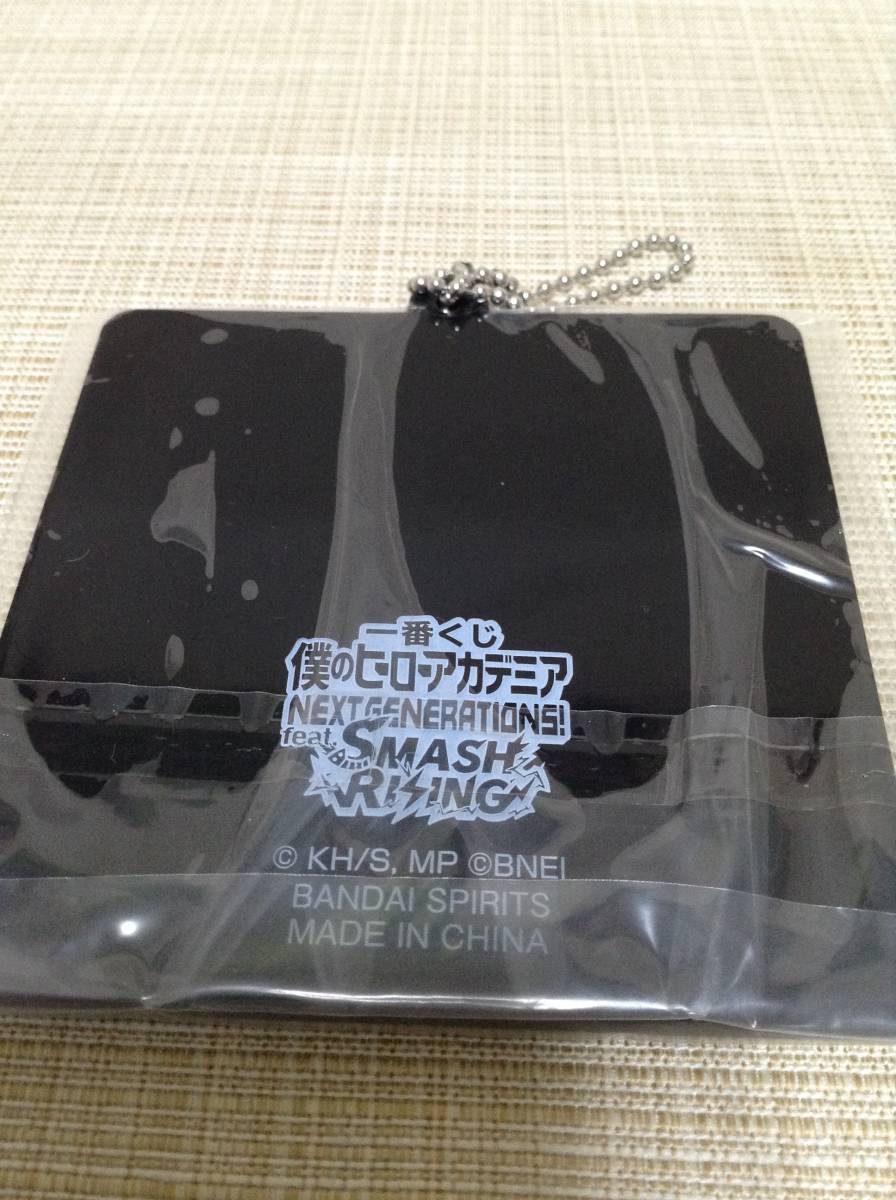 一番くじ
僕のヒーローアカデミア
NEXT GENERATIONS!
feat. SMASH
RISING
© KH/S, MP ©BNEI
BANDAI SPIRITS
MADE IN CHINA